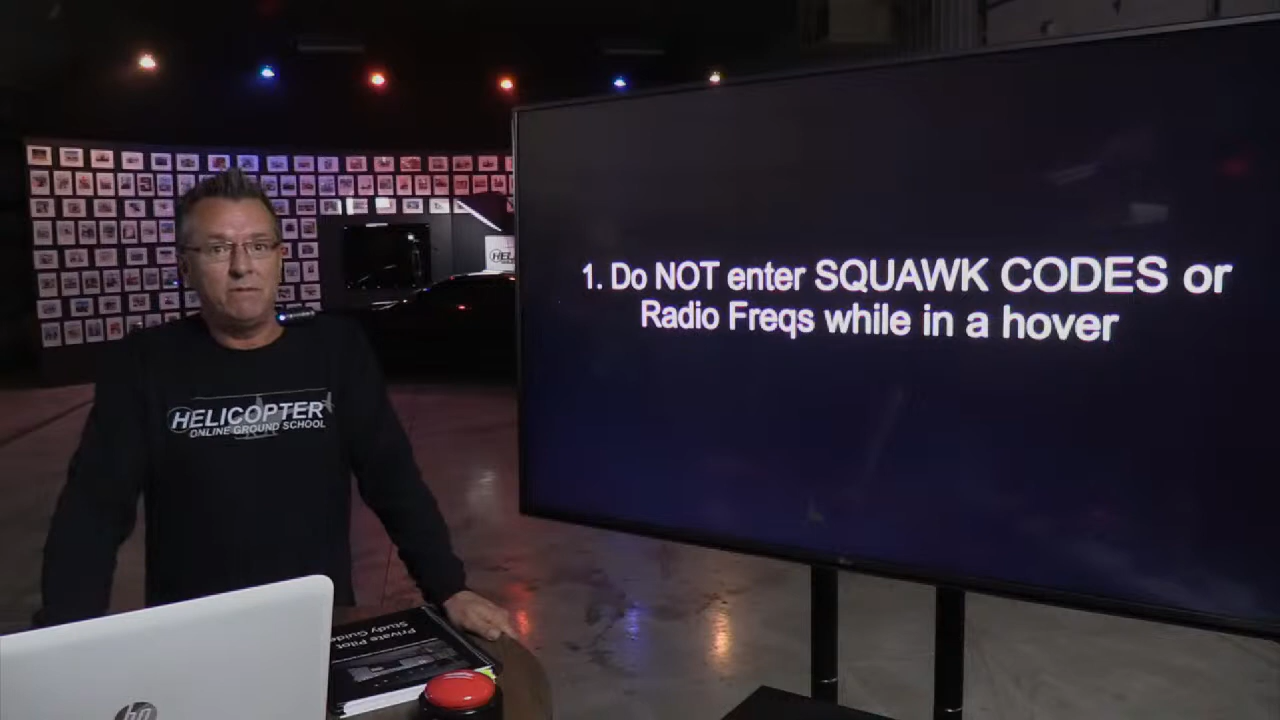 1. Do NOT enter SQUAWK CODES or
Radio Freqs while in a hover
HELICOPTER
ONLINE GROUND SCHOOL
Private Pilot
Study Guide
hp